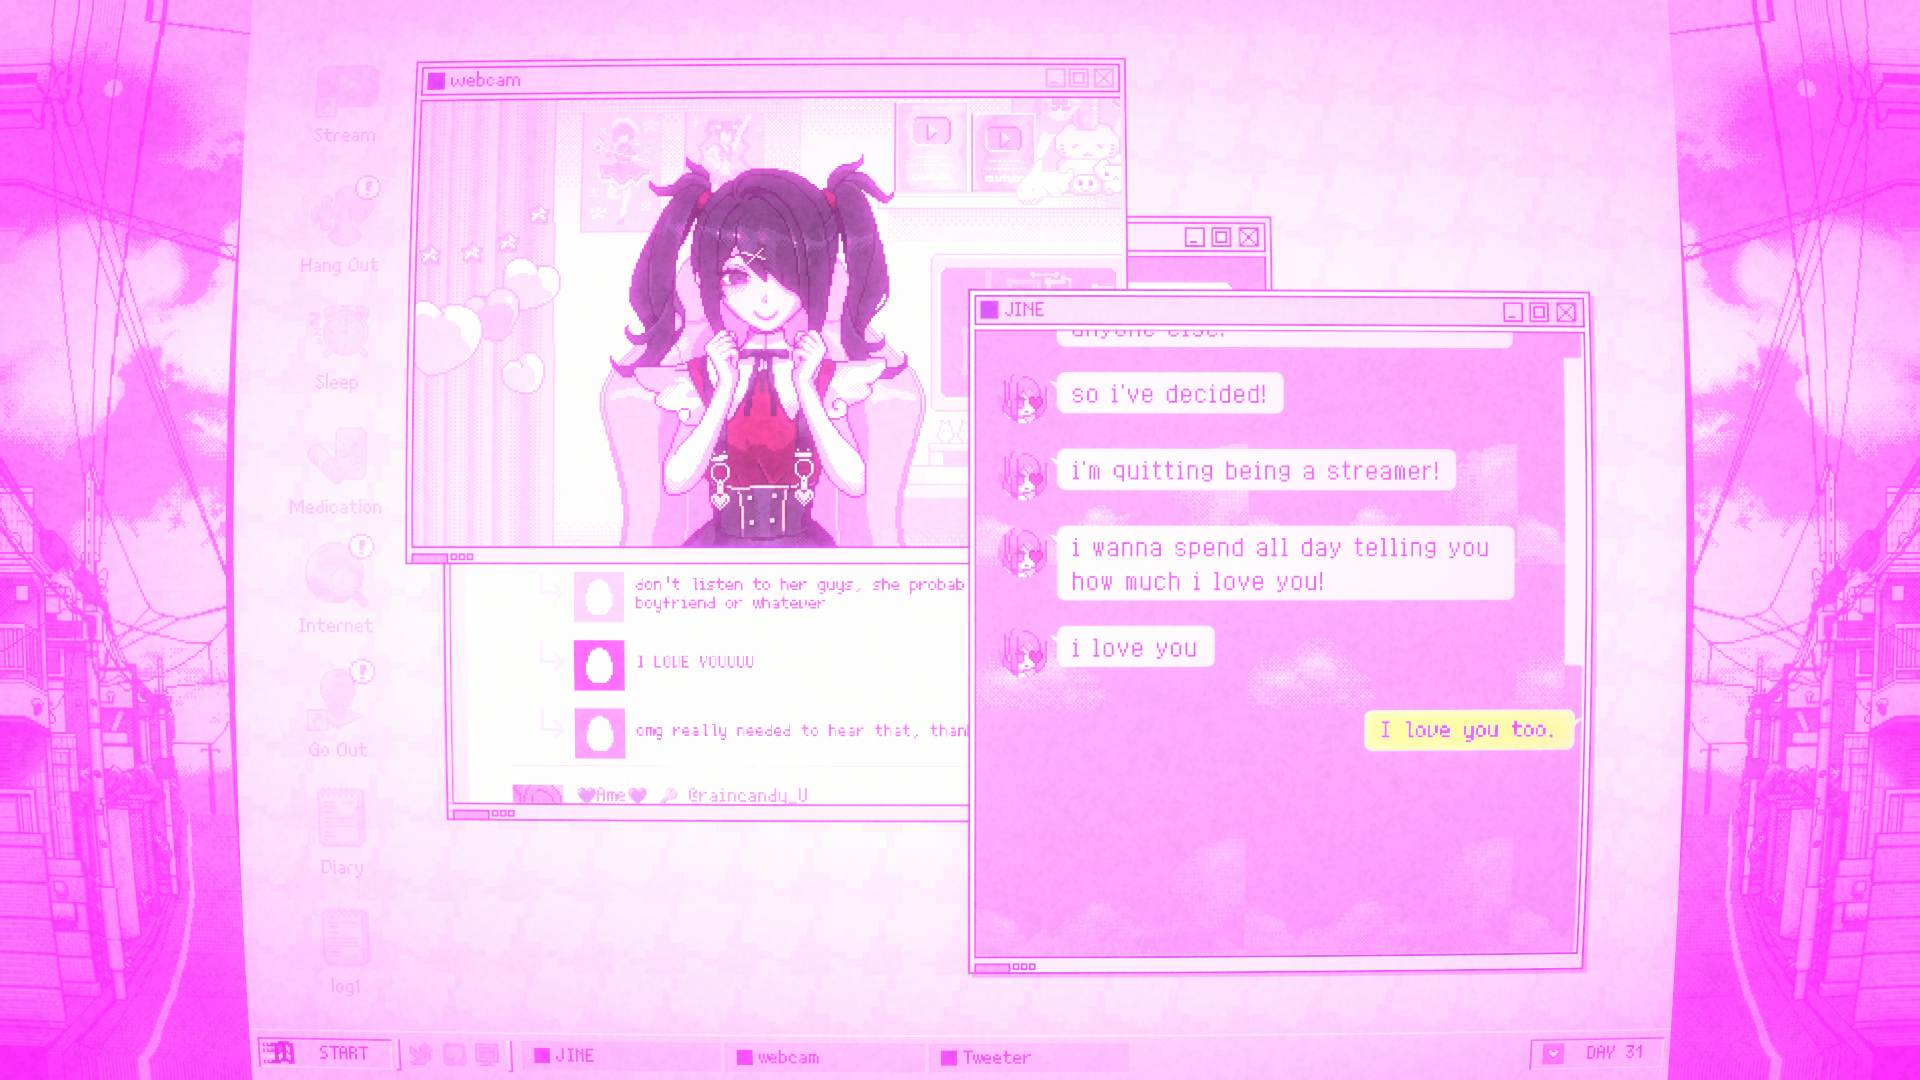 webcam
Stream
Hang Out
Sleep
Medication
Internet
Go Out
Diary
log1
JINE
anyone else.
so i've decided!
i'm quitting being a streamer!
i wanna spend all day telling you
how much i love you!
i love you
I love you too.
don't listen to her guys, she probab
boyfriend or whatever
I LOVE YOUUUU
omg really needed to hear that, than
🖤Ame🖤 🔑 @raincandy_U
START
JINE
webcam
Tweeter
DAY 31